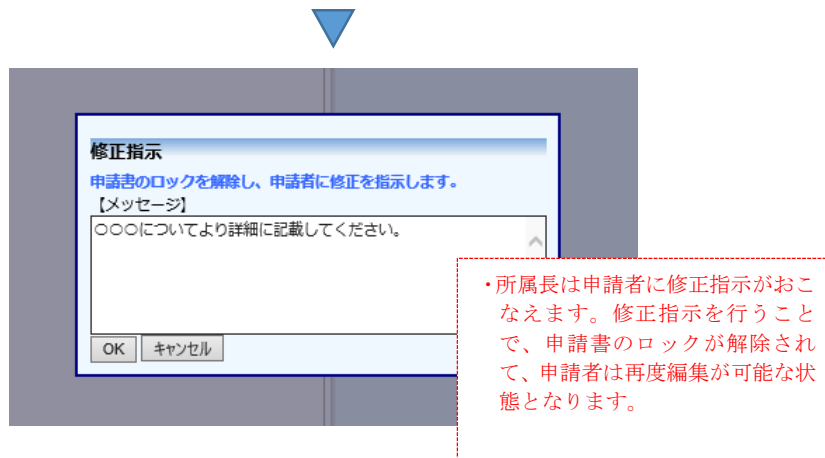 修正指示
申請書のロックを解除し、申請者に修正を指示します。
【メッセージ】
○○○についてより詳細に記載してください。
OK キャンセル
・所属長は申請者に修正指示がおこ
なえます。修正指示を行うこと
で、申請書のロックが解除され
て、申請者は再度編集が可能な状
態となります。